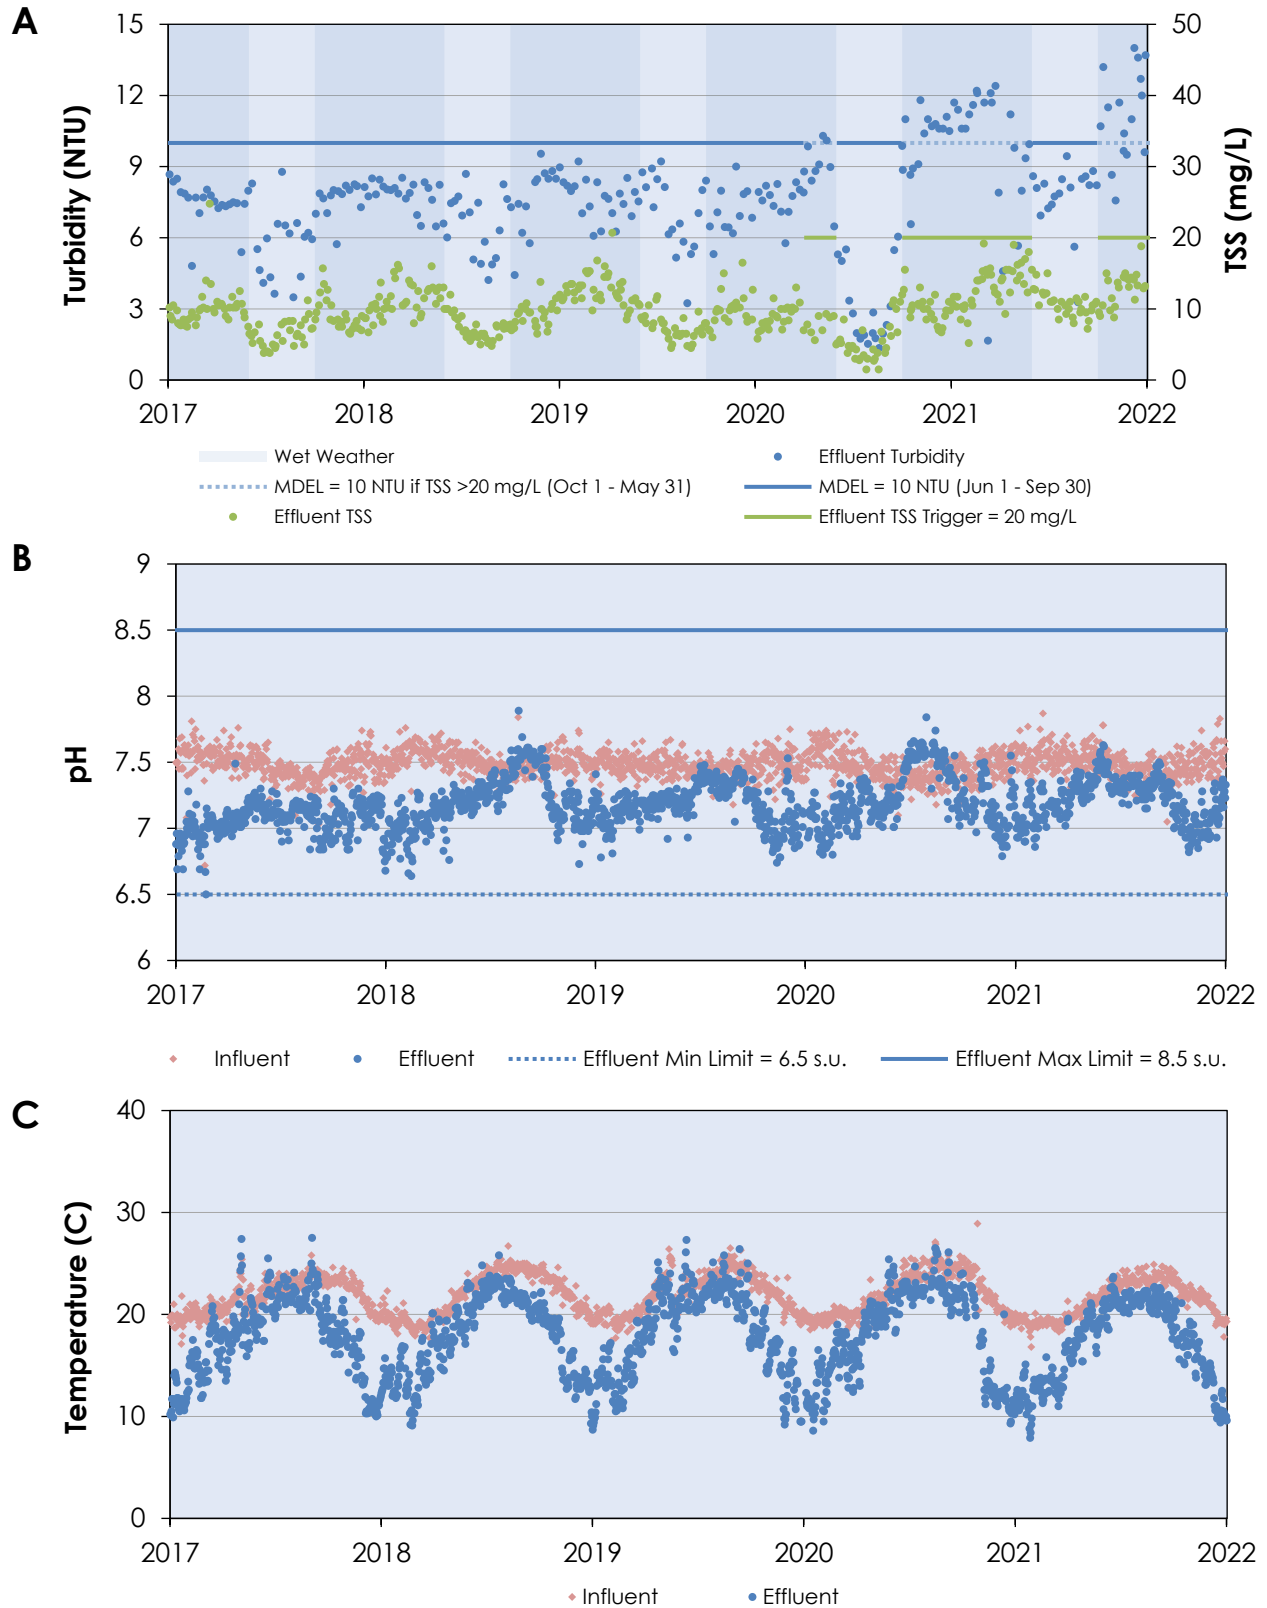 A
15
12
9
6
3
0
Turbidity (NTU)
50
40
30
20
10
0
TSS (mg/L)
2017 2018 2019 2020 2021 2022
Wet Weather Effluent Turbidity
MDEL = 10 NTU if TSS >20 mg/L (Oct 1 - May 31) MDEL = 10 NTU (Jun 1 - Sep 30)
Effluent TSS Effluent TSS Trigger = 20 mg/L
B
9
8.5
8
7.5
7
6.5
6
pH
2017 2018 2019 2020 2021 2022
Influent Effluent Effluent Min Limit = 6.5 s.u. Effluent Max Limit = 8.5 s.u.
C
40
30
20
10
0
Temperature (C)
2017 2018 2019 2020 2021 2022
Influent Effluent